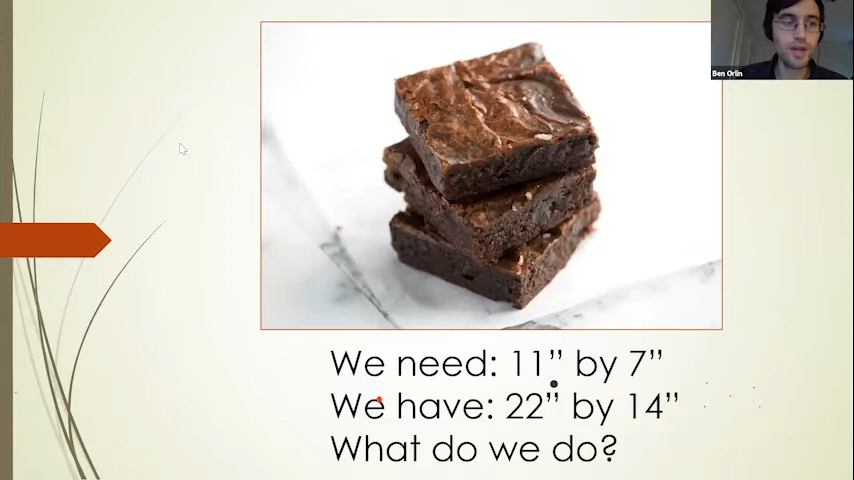 Ben Orlin
We need: 11” by 7”
We have: 22” by 14”
What do we do?